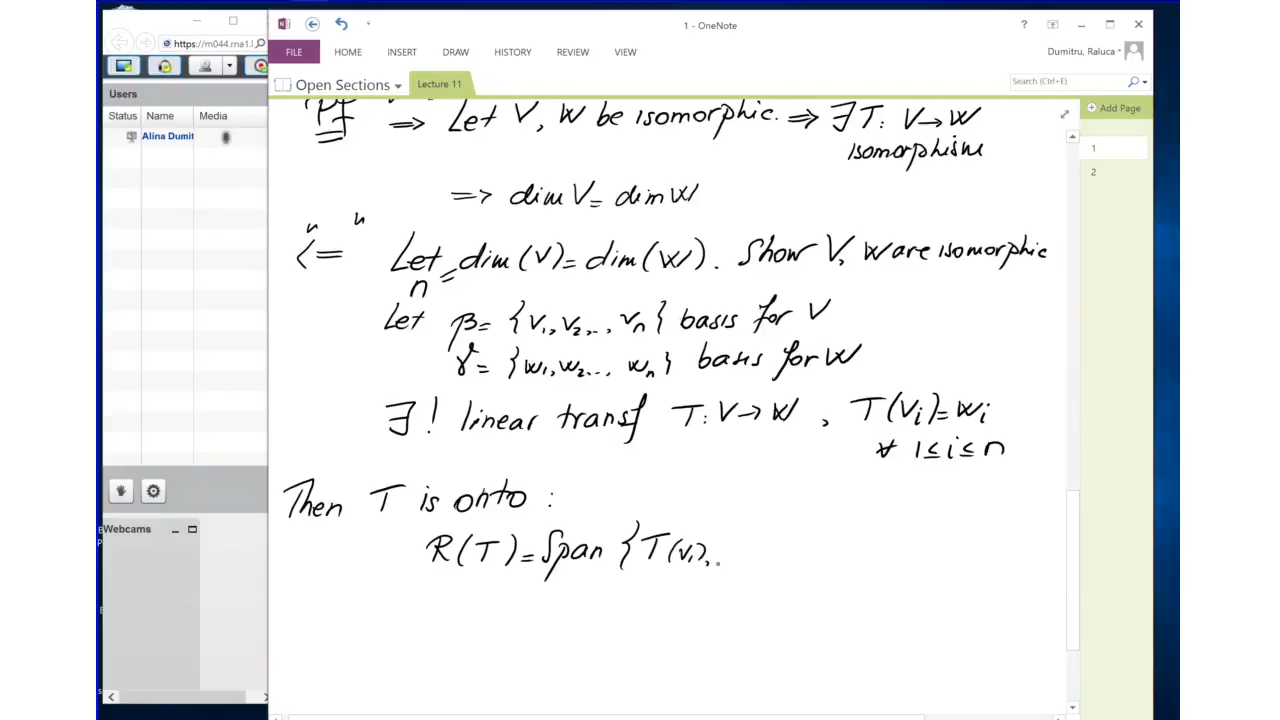 1 - OneNote
https://m044.rna1.l
FILE HOME INSERT DRAW HISTORY REVIEW VIEW
Dumitru, Raluca
Open Sections Lecture 11
Search (Ctrl+E)
Users
Status Name Media
Alina Dumit
Add Page
1
2
Pf "⇒" Let V, W be isomorphic. ⇒ ∃ T: V→W
isomorphism
⇒ dim V = dim W
"⇐" Let n = dim(V) = dim(W). Show V, W are isomorphic
Let β = {v₁, v₂, .., vₙ} basis for V
γ = {w₁, w₂ ... wₙ} basis for W
∃! linear transf T: V→W , T(vᵢ) = wᵢ
∀ 1≤i≤n
Then T is onto :
R(T) = Span {T(v₁),
Webcams